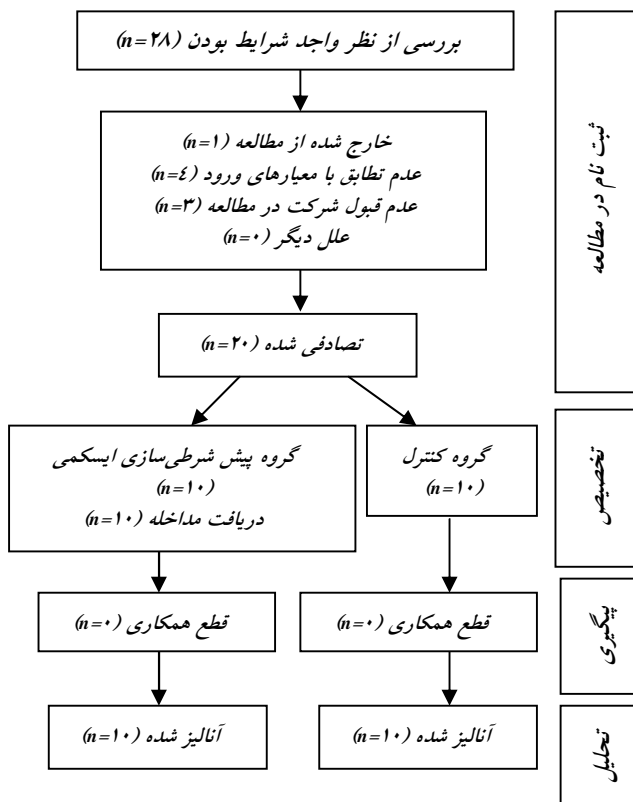 بررسی از نظر واجد شرایط بودن (n=۲۸)
ثبت نام در مطالعه
خارج شده از مطالعه (n=۱)
عدم تطابق با معیارهای ورود (n=٤)
عدم قبول شرکت در مطالعه (n=۳)
علل دیگر (n=۰)
تصادفی شده (n=۲۰)
تخصیص
گروه کنترل
(n=۱۰)
گروه پیش شرطی‌سازی ایسکمی
(n=۱۰)
دریافت مداخله (n=۱۰)
پیگیری
قطع همکاری (n=۰)
قطع همکاری (n=۰)
تحلیل
آنالیز شده (n=۱۰)
آنالیز شده (n=۱۰)